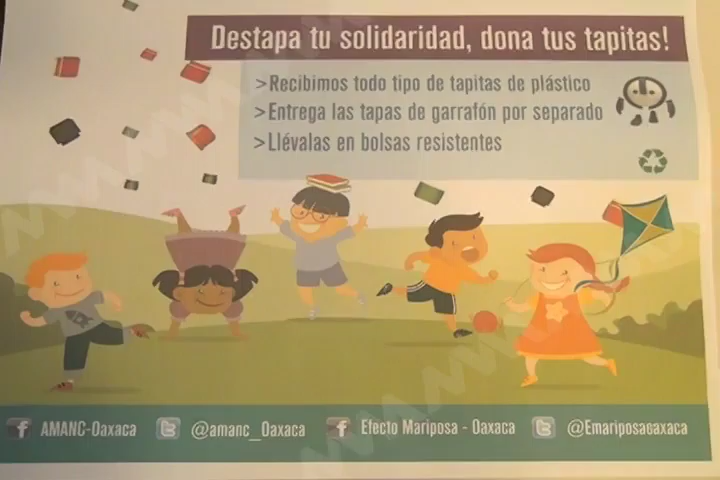 Destapa tu solidaridad, dona tus tapitas!
>Recibimos todo tipo de tapitas de plástico
>Entrega las tapas de garrafón por separado
>Llévalas en bolsas resistentes
AMANC-Oaxaca @amanc_Oaxaca Efecto Mariposa - Oaxaca @Emariposaoaxaca